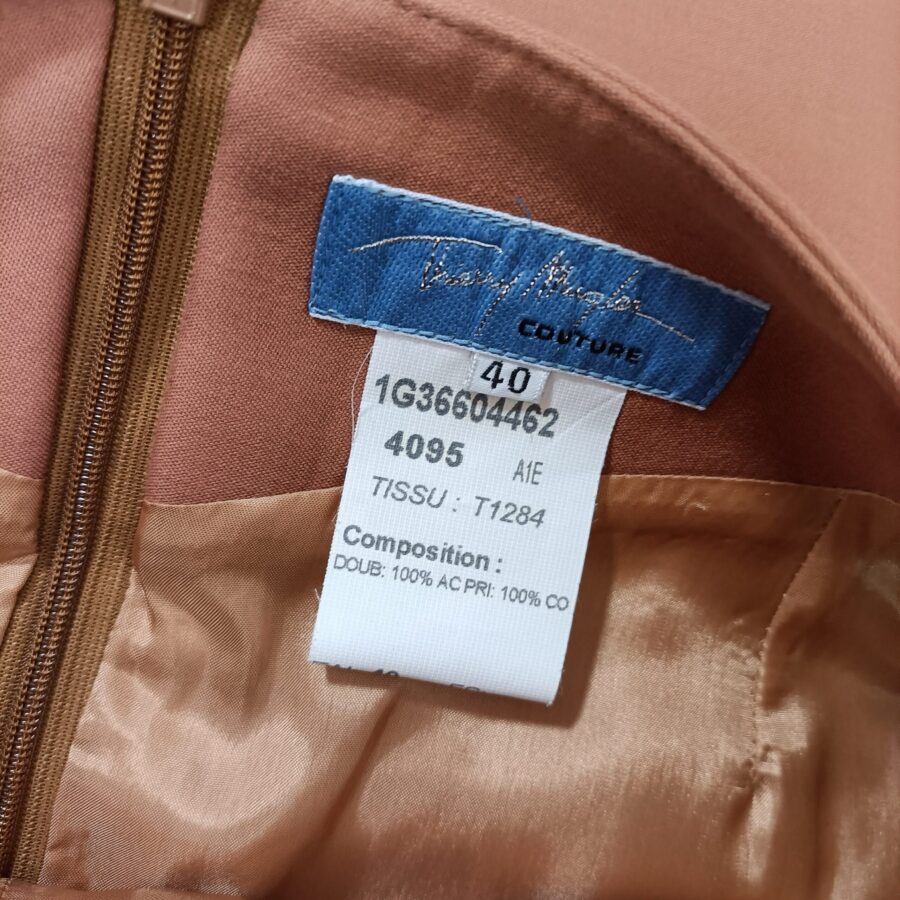 Thierry Mugler
COUTURE
40
1G36604462
4095 A1E
TISSU : T1284
Composition :
DOUB: 100% AC PRI: 100% CO